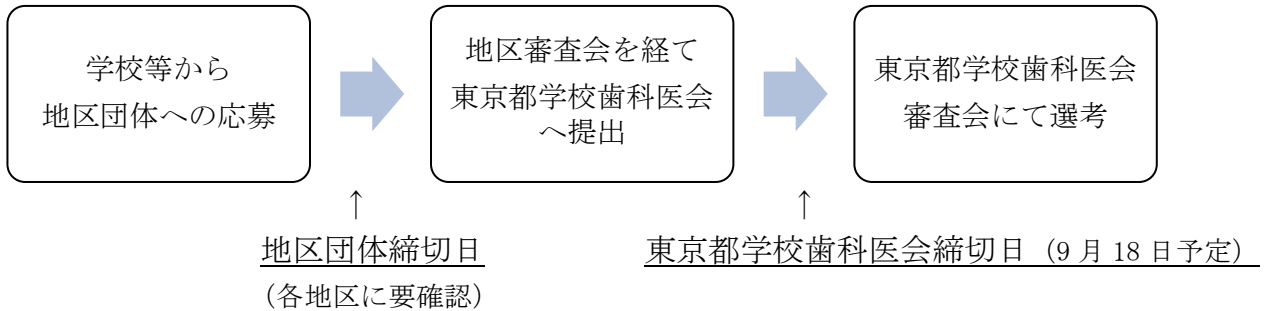 学校等から
地区団体への応募
地区審査会を経て
東京都学校歯科医会
へ提出
東京都学校歯科医会
審査会にて選考
↑
↑
地区団体締切日
東京都学校歯科医会締切日（9月18日予定）
（各地区に要確認）